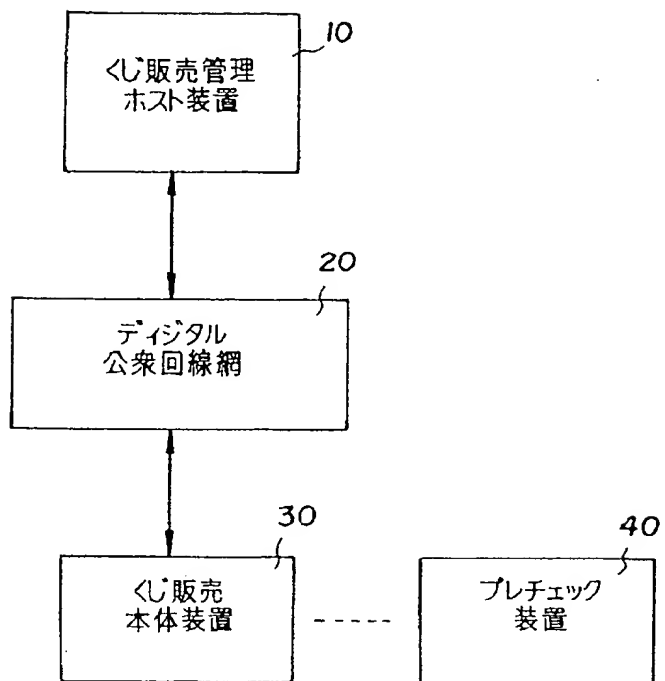 10
くじ販売管理
ホスト装置
20
ディジタル
公衆回線網
30
くじ販売
本体装置
40
プレチェック
装置